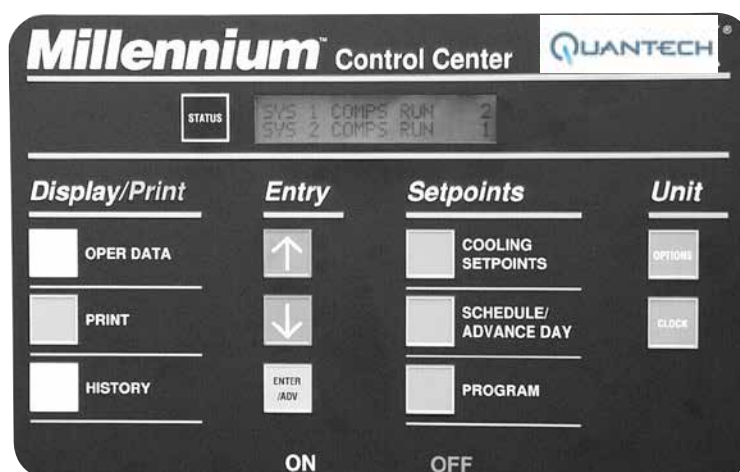 Millennium™ Control Center QUANTECH ®
STATUS
SYS 1 COMPS RUN 2
SYS 2 COMPS RUN 1
Display/Print
OPER DATA
PRINT
HISTORY
Entry
ENTER
/ADV
Setpoints
COOLING
SETPOINTS
SCHEDULE/
ADVANCE DAY
PROGRAM
Unit
OPTIONS
CLOCK
ON OFF